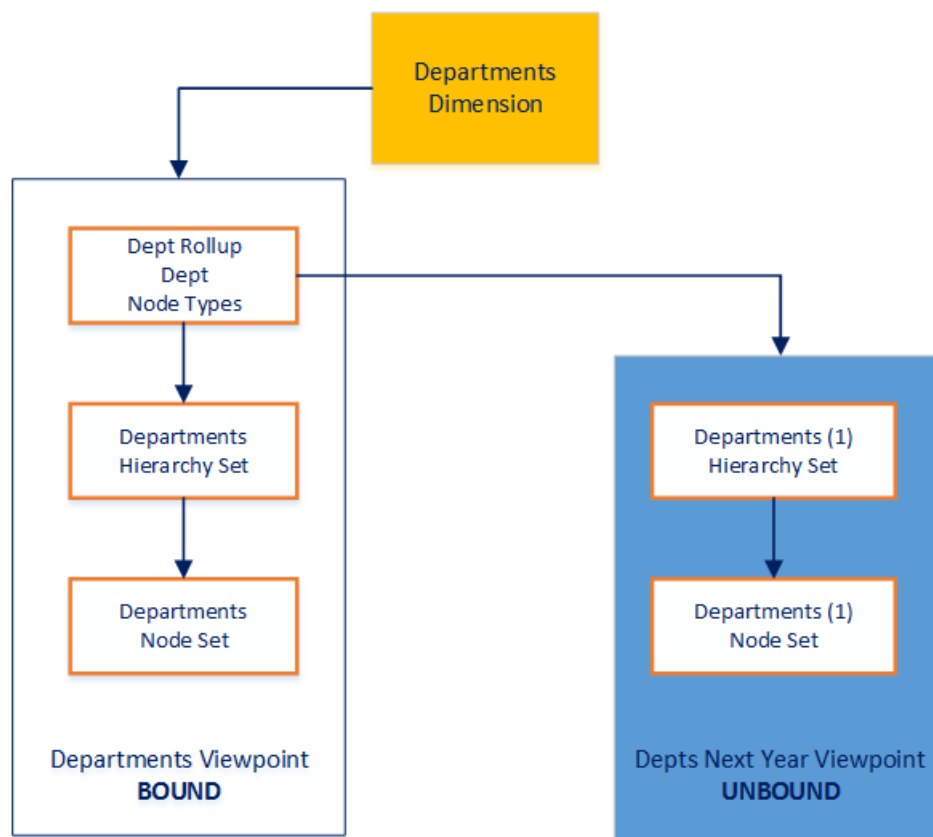 Departments
Dimension
Dept Rollup
Dept
Node Types
Departments
Hierarchy Set
Departments
Node Set
Departments Viewpoint
BOUND
Departments (1)
Hierarchy Set
Departments (1)
Node Set
Depts Next Year Viewpoint
UNBOUND